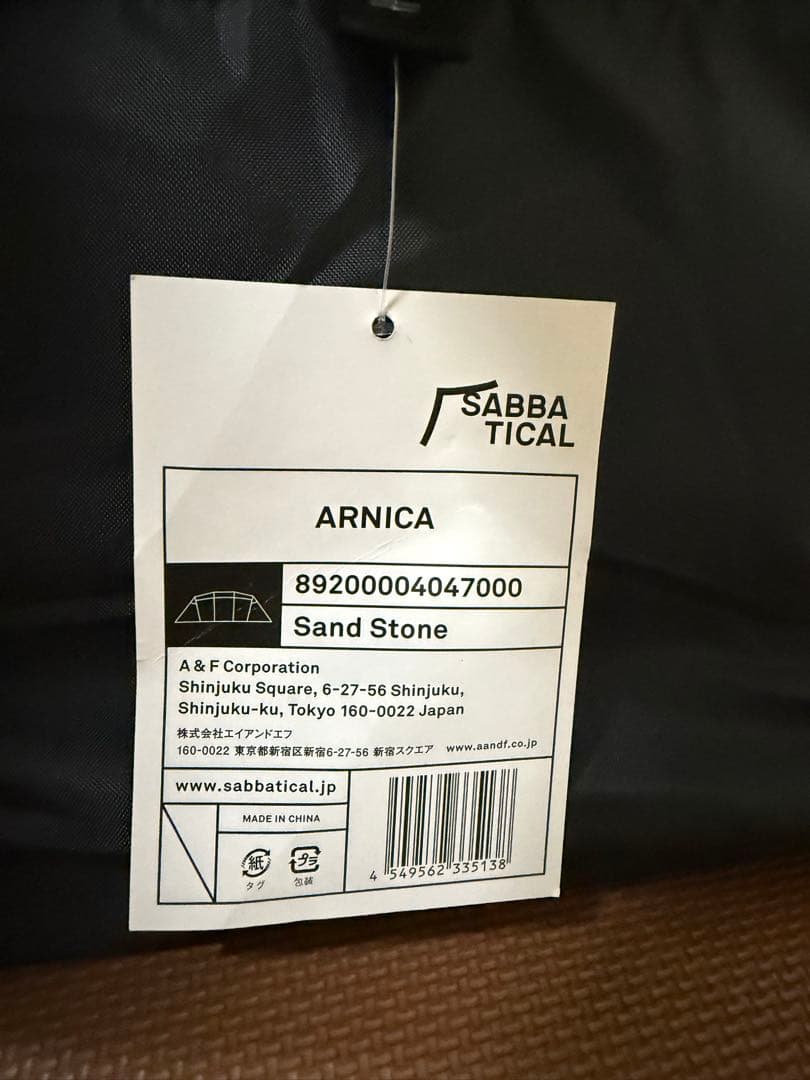 SABBA
TICAL
ARNICA
89200004047000
Sand Stone
A & F Corporation
Shinjuku Square, 6-27-56 Shinjuku,
Shinjuku-ku, Tokyo 160-0022 Japan
株式会社エイアンドエフ
160-0022 東京都新宿区新宿6-27-56 新宿スクエア www.aandf.co.jp
www.sabbatical.jp
MADE IN CHINA
紙 プラ
タグ 包装
4 549562 335138